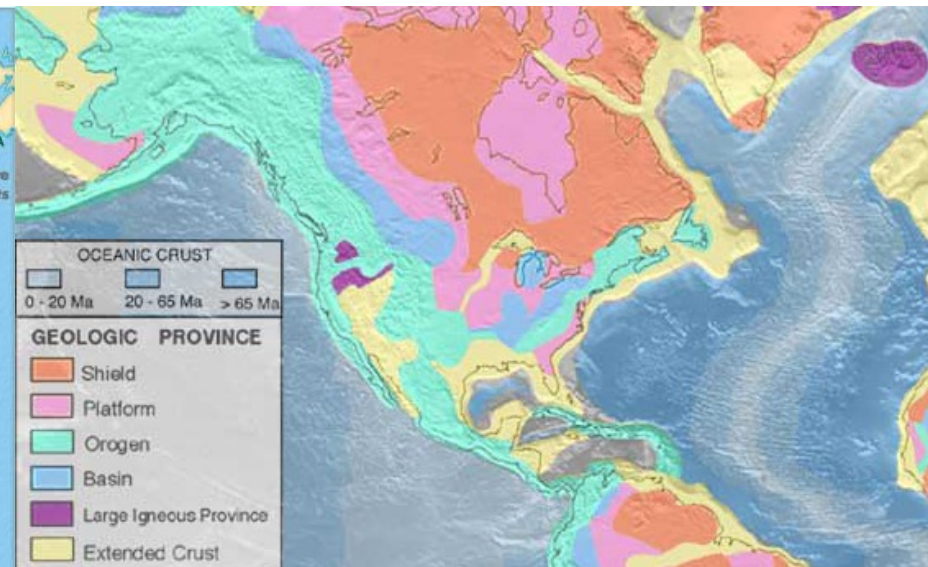 OCEANIC CRUST
0 - 20 Ma 20 - 65 Ma > 65 Ma
GEOLOGIC PROVINCE
Shield
Platform
Orogen
Basin
Large Igneous Province
Extended Crust